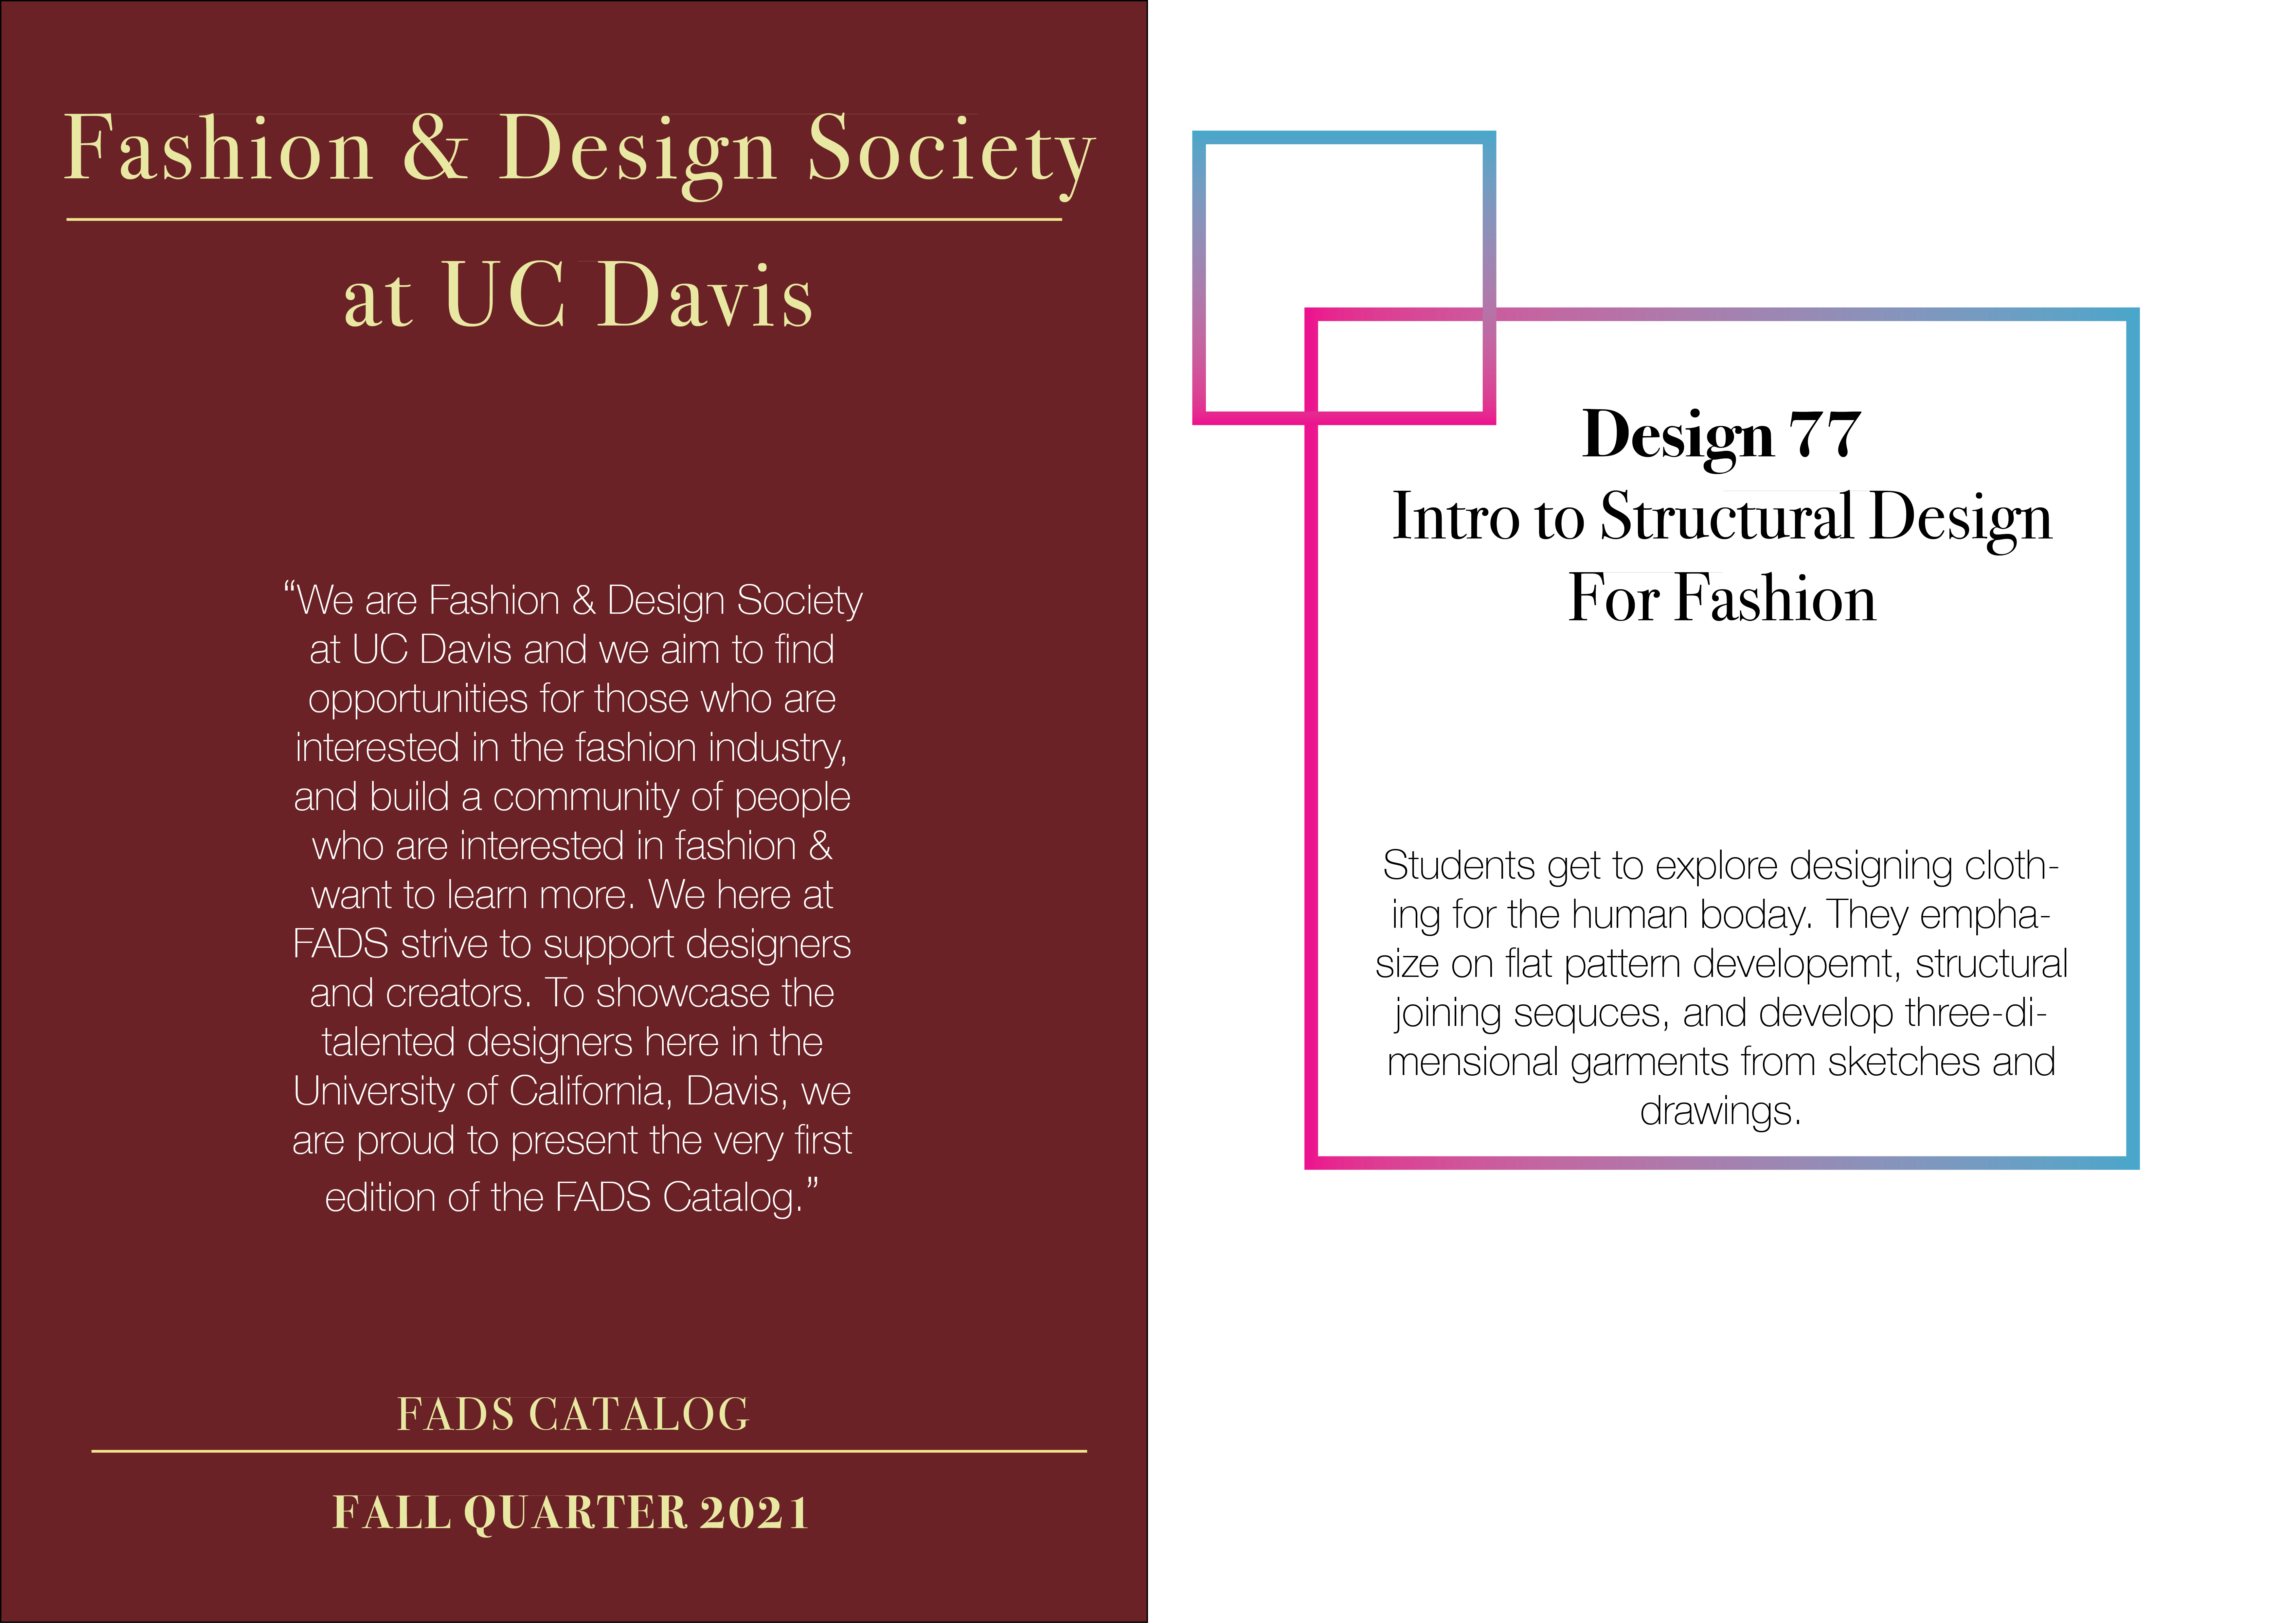 Fashion & Design Society
at UC Davis
“We are Fashion & Design Society
at UC Davis and we aim to find
opportunities for those who are
interested in the fashion industry,
and build a community of people
who are interested in fashion &
want to learn more. We here at
FADS strive to support designers
and creators. To showcase the
talented designers here in the
University of California, Davis, we
are proud to present the very first
edition of the FADS Catalog.”
FADS CATALOG
FALL QUARTER 2021
Design 77
Intro to Structural Design
For Fashion
Students get to explore designing cloth-
ing for the human boday. They empha-
size on flat pattern developemt, structural
joining sequces, and develop three-di-
mensional garments from sketches and
drawings.